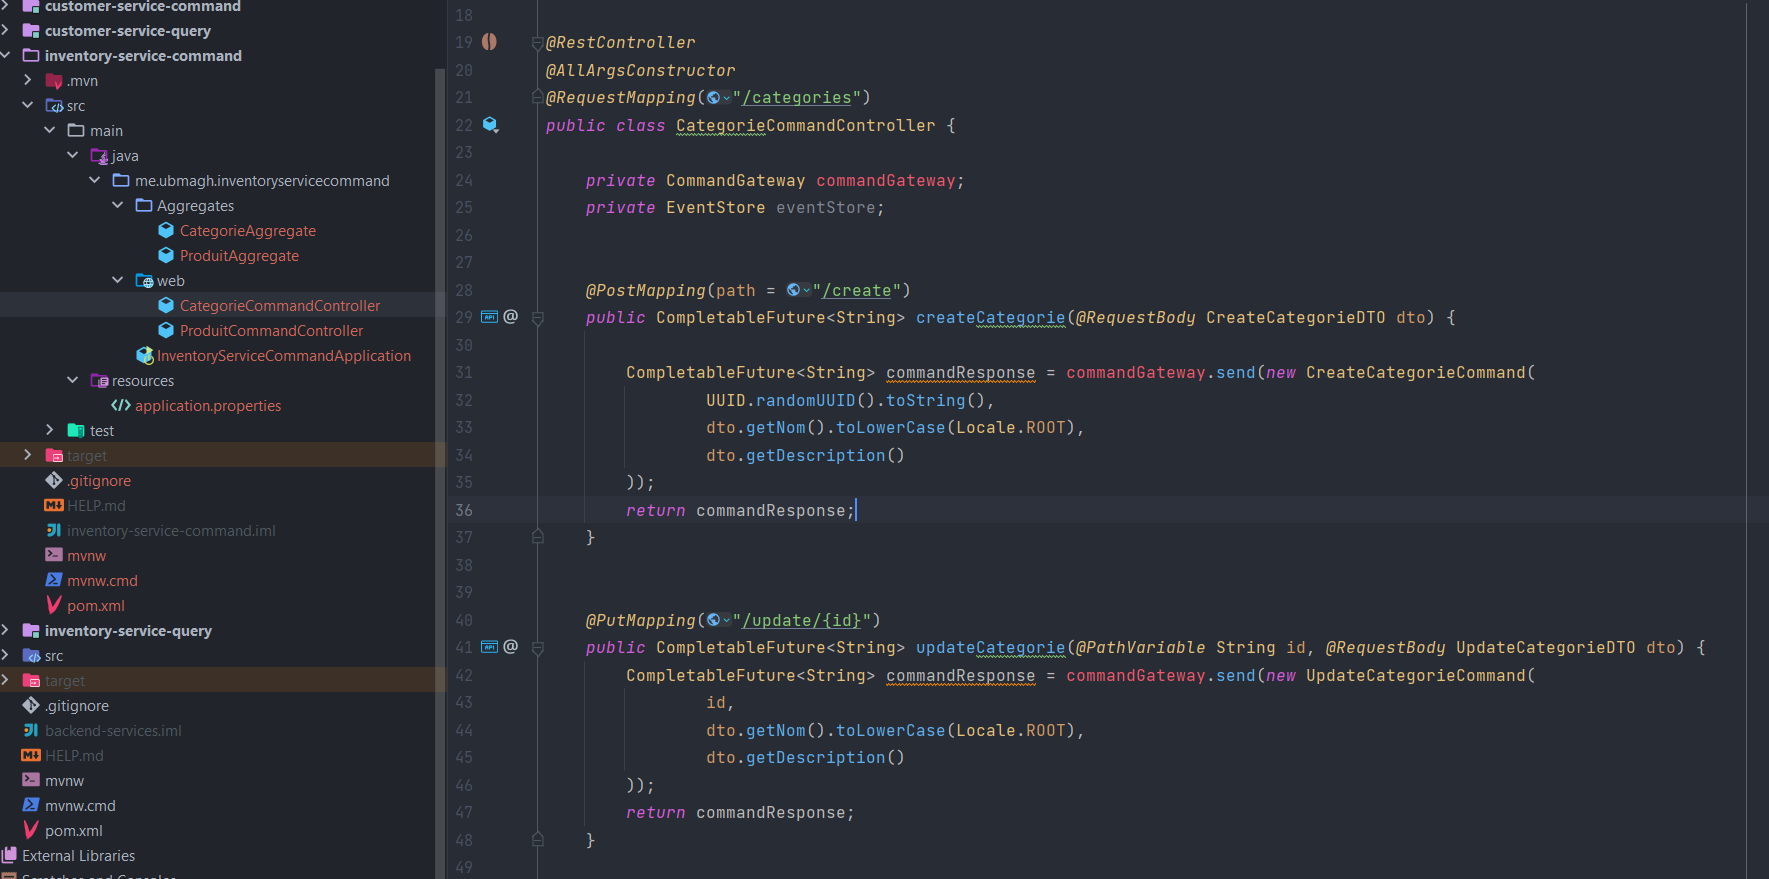 customer-service-command
customer-service-query
inventory-service-command
.mvn
src
main
java
me.ubmagh.inventoryservicecommand
Aggregates
CategorieAggregate
ProduitAggregate
web
CategorieCommandController
ProduitCommandController
InventoryServiceCommandApplication
resources
application.properties
test
target
.gitignore
HELP.md
inventory-service-command.iml
mvnw
mvnw.cmd
pom.xml
inventory-service-query
src
target
.gitignore
backend-services.iml
HELP.md
mvnw
mvnw.cmd
pom.xml
External Libraries
Scratches and Consoles
18
19 @RestController
20 @AllArgsConstructor
21 @RequestMapping("/categories")
22 public class CategorieCommandController {
23
24 private CommandGateway commandGateway;
25 private EventStore eventStore;
26
27
28 @PostMapping(path = "/create")
29 public CompletableFuture<String> createCategorie(@RequestBody CreateCategorieDTO dto) {
30
31 CompletableFuture<String> commandResponse = commandGateway.send(new CreateCategorieCommand(
32 UUID.randomUUID().toString(),
33 dto.getNom().toLowerCase(Locale.ROOT),
34 dto.getDescription()
35 ));
36 return commandResponse;
37 }
38
39
40 @PutMapping("/update/{id}")
41 public CompletableFuture<String> updateCategorie(@PathVariable String id, @RequestBody UpdateCategorieDTO dto) {
42 CompletableFuture<String> commandResponse = commandGateway.send(new UpdateCategorieCommand(
43 id,
44 dto.getNom().toLowerCase(Locale.ROOT),
45 dto.getDescription()
46 ));
47 return commandResponse;
48 }
49